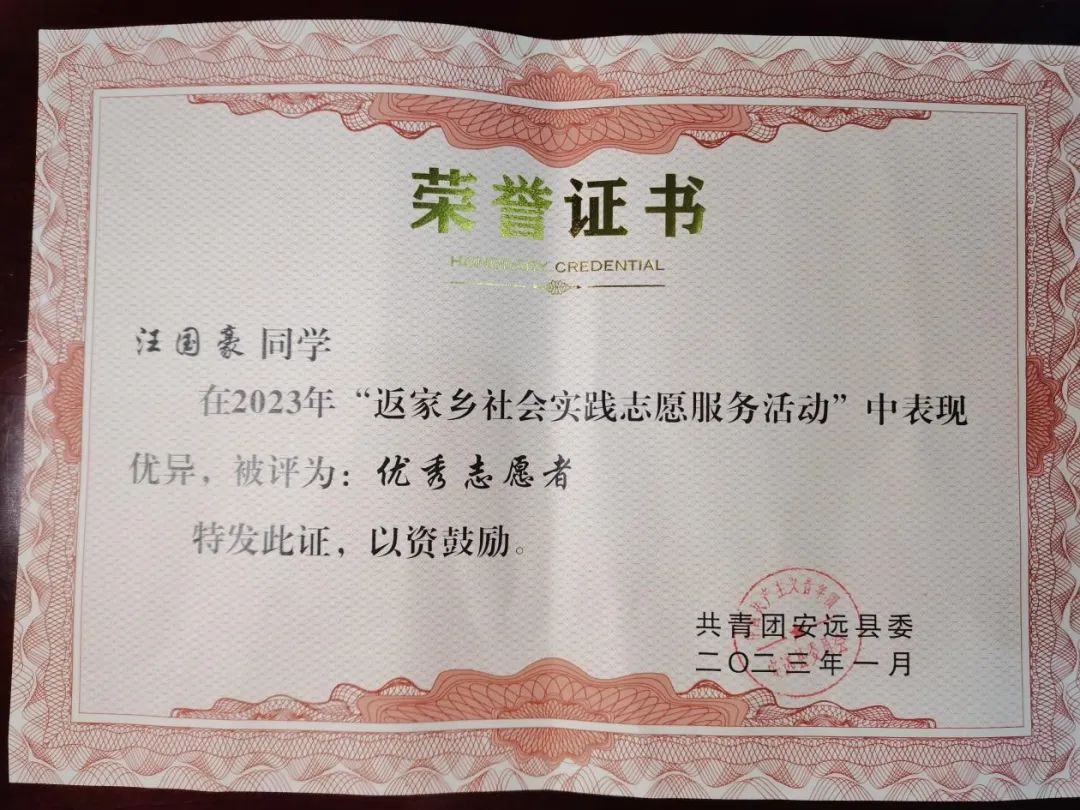 荣誉证书
HONORARY CREDENTIAL
汪国豪 同学
在2023年“返家乡社会实践志愿服务活动”中表现
优异，被评为：优秀志愿者
特发此证，以资鼓励。
共青团安远县委
二〇二三年一月